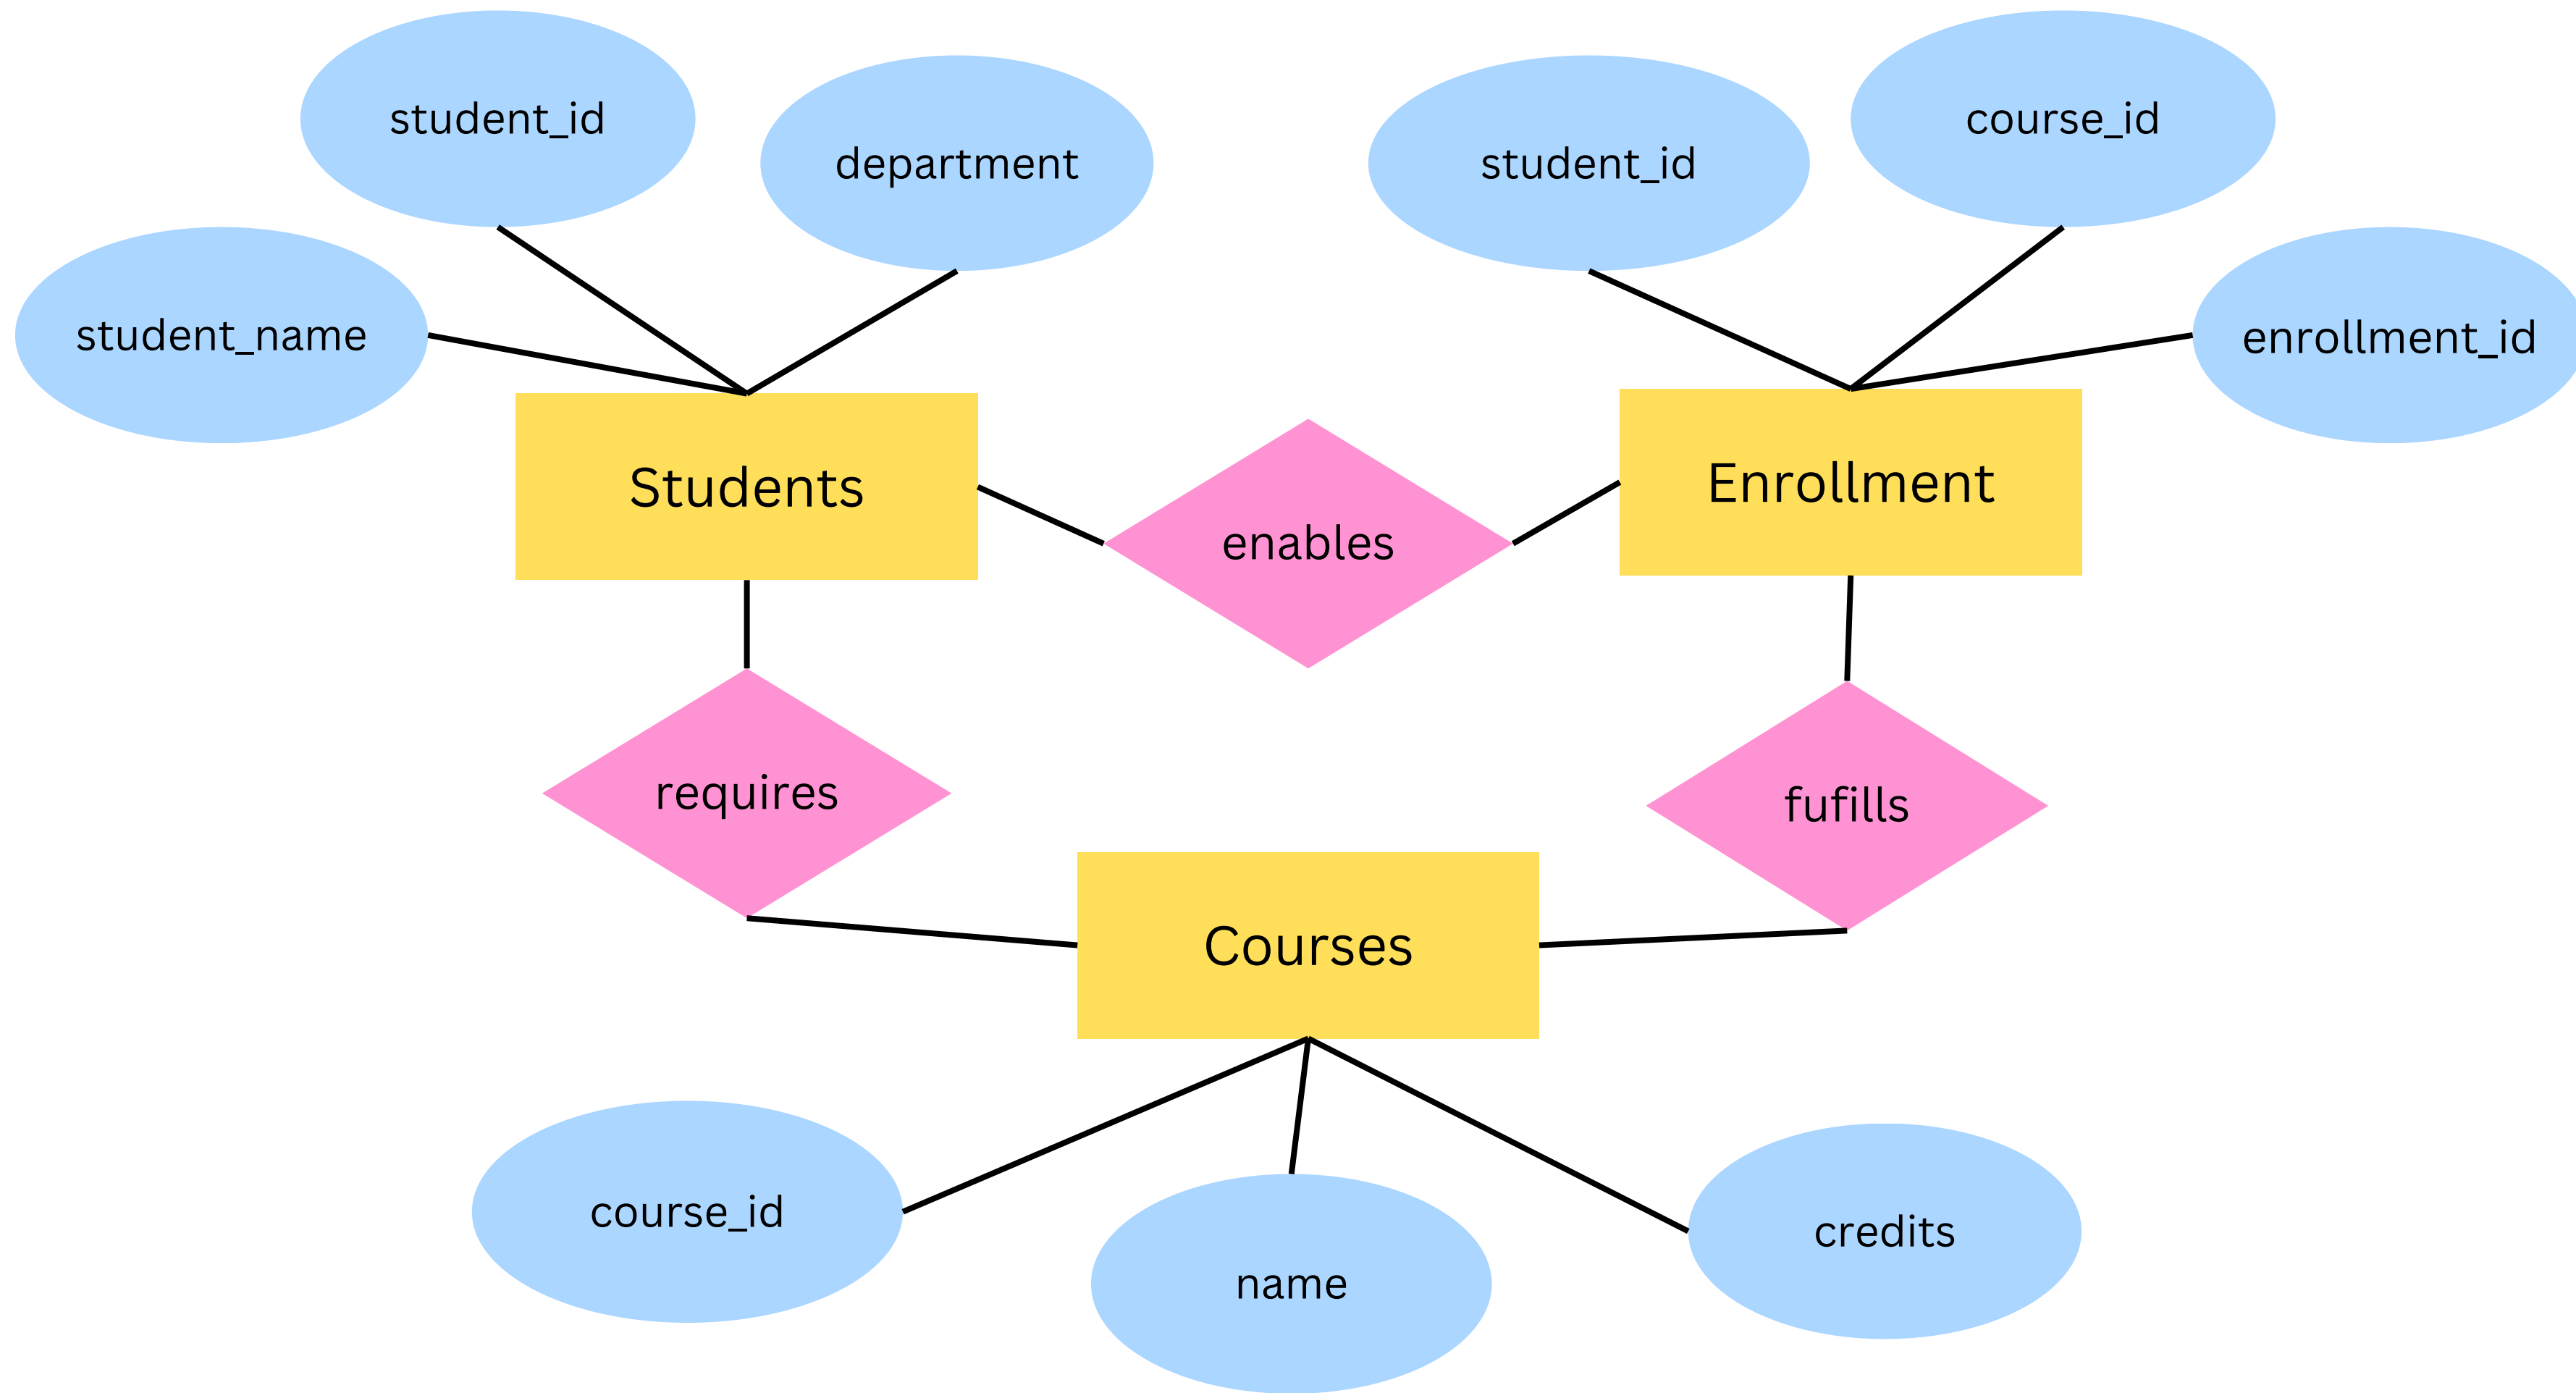 student_id
course_id
department
student_id
student_name
enrollment_id
Students
Enrollment
enables
requires
fufills
Courses
course_id
credits
name